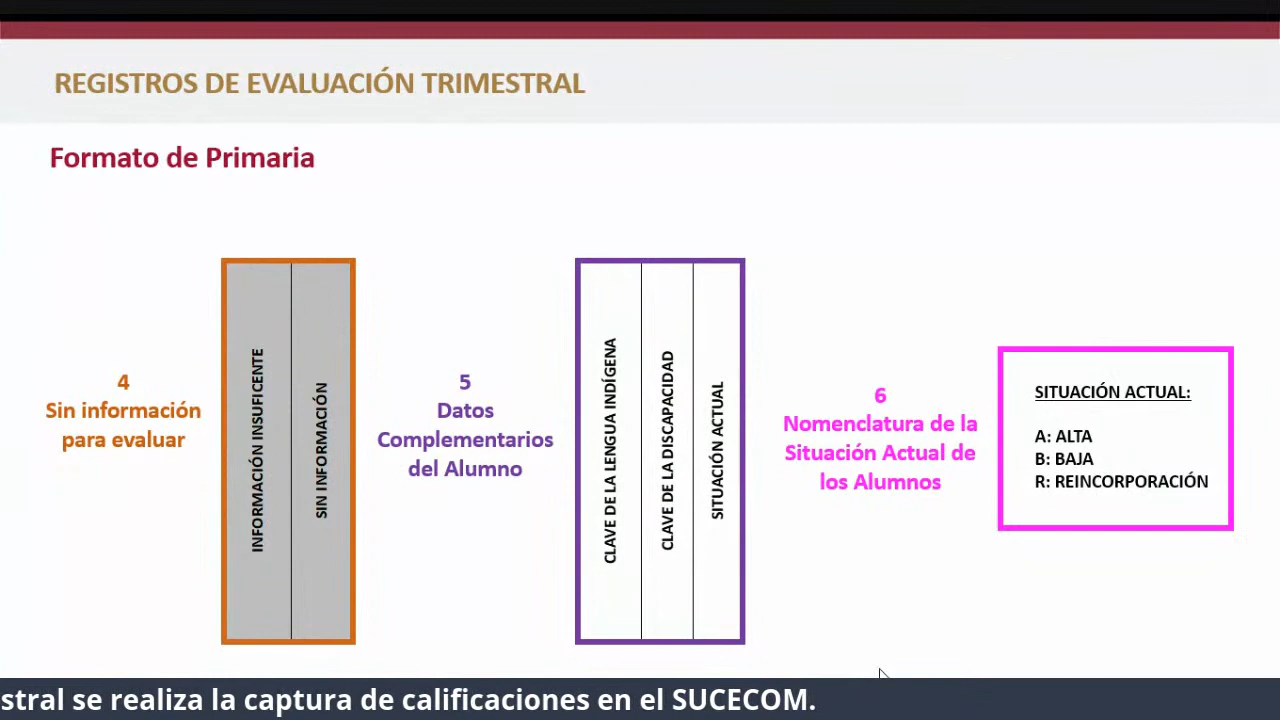 REGISTROS DE EVALUACIÓN TRIMESTRAL
Formato de Primaria
4
Sin información
para evaluar
INFORMACIÓN INSUFICENTE
SIN INFORMACIÓN
5
Datos
Complementarios
del Alumno
CLAVE DE LA LENGUA INDÍGENA
CLAVE DE LA DISCAPACIDAD
SITUACIÓN ACTUAL
6
Nomenclatura de la
Situación Actual de
los Alumnos
SITUACIÓN ACTUAL:
A: ALTA
B: BAJA
R: REINCORPORACIÓN
stral se realiza la captura de calificaciones en el SUCECOM.